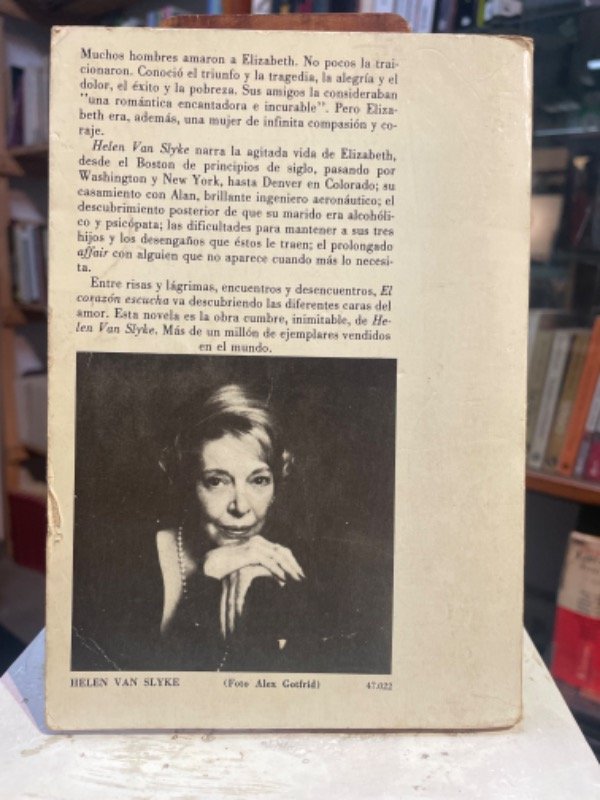 Muchos hombres amaron a Elizabeth. No pocos la trai-
cionaron. Conoció el triunfo y la tragedia, la alegría y el
dolor, el éxito y la pobreza. Sus amigos la consideraban
"una romántica encantadora e incurable". Pero Eliza-
beth era, además, una mujer de infinita compasión y co-
raje.
Helen Van Slyke narra la agitada vida de Elizabeth,
desde el Boston de principios de siglo, pasando por
Washington y New York, hasta Denver en Colorado; su
casamiento con Alan, brillante ingeniero aeronáutico; el
descubrimiento posterior de que su marido era alcohóli-
co y psicópata; las dificultades para mantener a sus tres
hijos y los desengaños que éstos le traen; el prolongado
affair con alguien que no aparece cuando más lo necesi-
ta.
Entre risas y lágrimas, encuentros y desencuentros, El
corazón escucha va descubriendo las diferentes caras del
amor. Esta novela es la obra cumbre, inimitable, de He-
len Van Slyke. Más de un millón de ejemplares vendidos
en el mundo.
HELEN VAN SLYKE (Foto Alex Gotfrid) 47.022